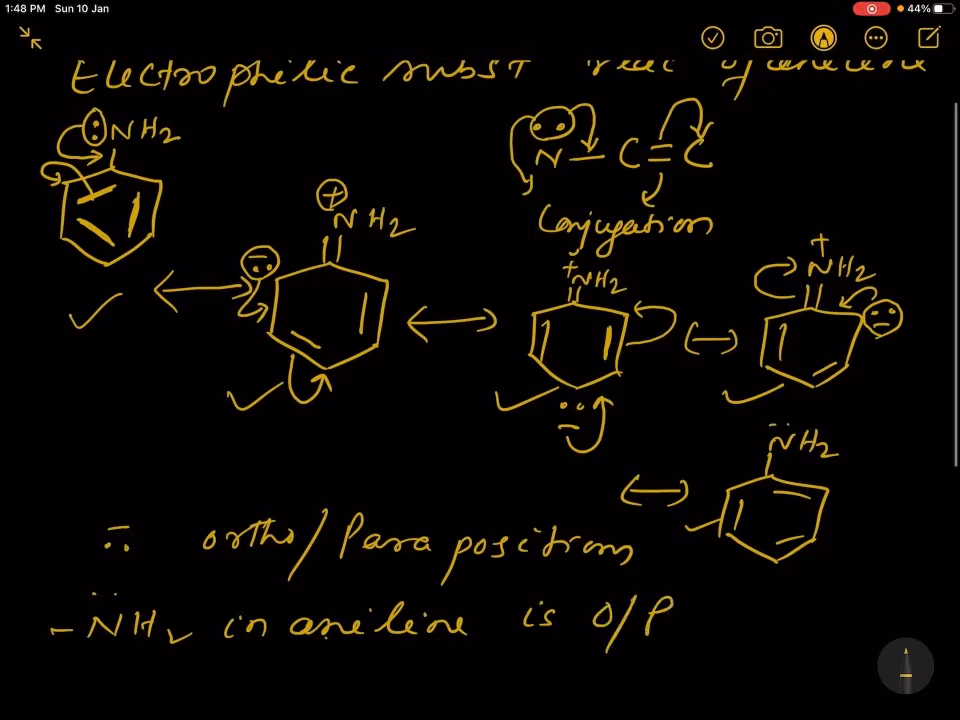 1:48 PM Sun 10 Jan
44%
Electrophilic subst
NH2
N – C = C
Conjugation
+
NH2
+NH2
+
NH2
NH2
∴ ortho/Para positions
– NH2 in aniline is O/P